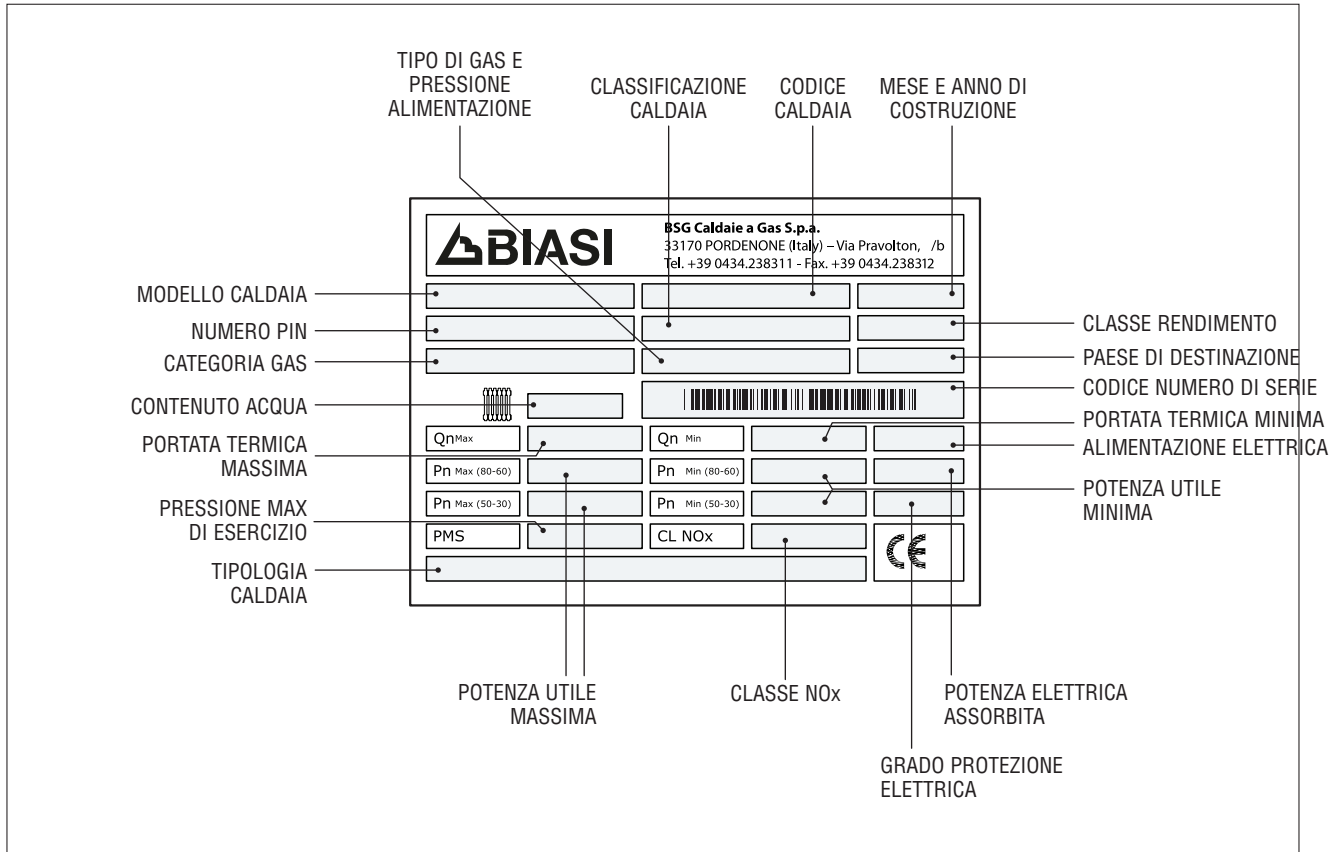 TIPO DI GAS E
PRESSIONE
ALIMENTAZIONE
CLASSIFICAZIONE
CALDAIA
CODICE
CALDAIA
MESE E ANNO DI
COSTRUZIONE
BIASI
BSG Caldaie a Gas S.p.a.
33170 PORDENONE (Italy) – Via Pravolton, /b
Tel. +39 0434.238311 - Fax. +39 0434.238312
MODELLO CALDAIA
NUMERO PIN
CATEGORIA GAS
CONTENUTO ACQUA
PORTATA TERMICA
MASSIMA
PRESSIONE MAX
DI ESERCIZIO
TIPOLOGIA
CALDAIA
QnMax
Qn Min
Pn Max (80-60)
Pn Min (80-60)
Pn Max (50-30)
Pn Min (50-30)
PMS
CL NOx
CE
CLASSE RENDIMENTO
PAESE DI DESTINAZIONE
CODICE NUMERO DI SERIE
PORTATA TERMICA MINIMA
ALIMENTAZIONE ELETTRICA
POTENZA UTILE
MINIMA
POTENZA UTILE
MASSIMA
CLASSE NOx
POTENZA ELETTRICA
ASSORBITA
GRADO PROTEZIONE
ELETTRICA